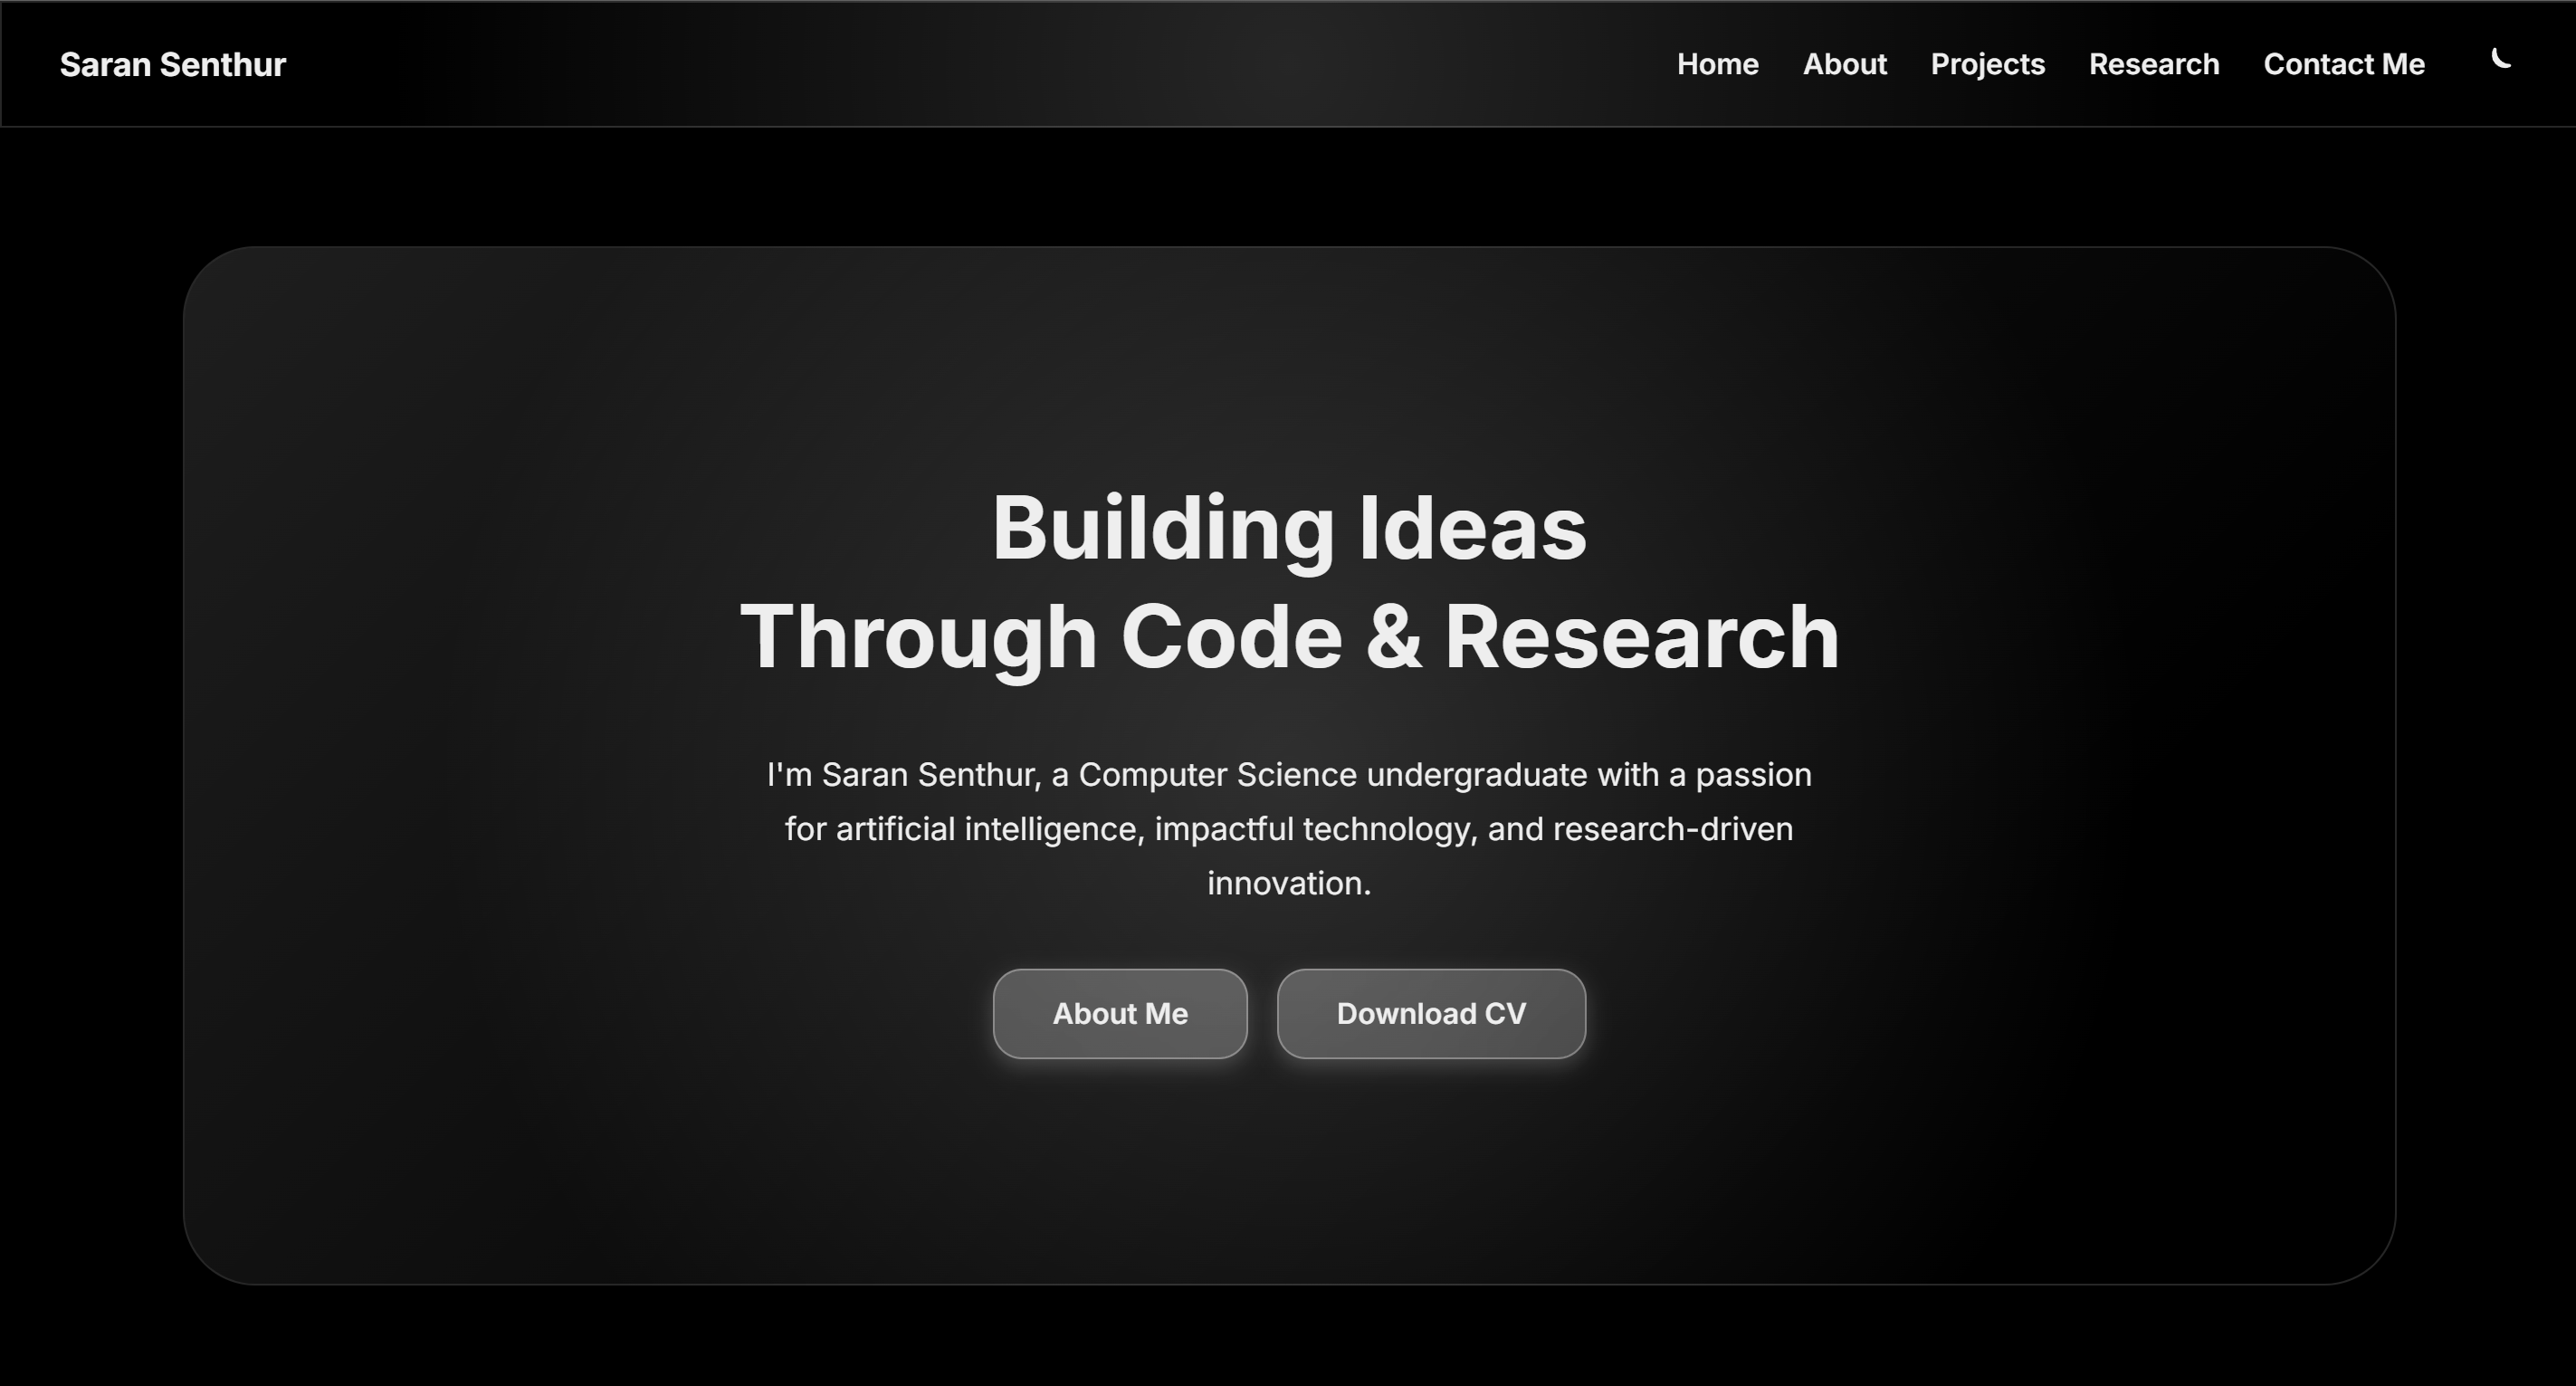 Saran Senthur
Home About Projects Research Contact Me
Building Ideas
Through Code & Research
I'm Saran Senthur, a Computer Science undergraduate with a passion
for artificial intelligence, impactful technology, and research-driven
innovation.
About Me Download CV